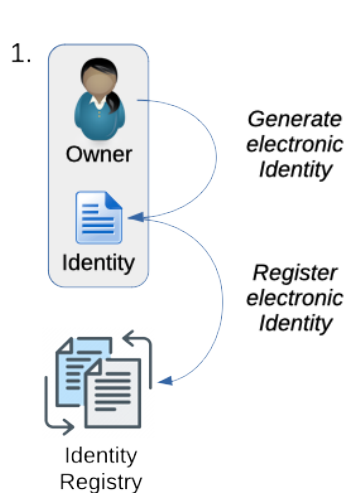 1.
Owner
Generate
electronic
Identity
Identity
Register
electronic
Identity
Identity
Registry